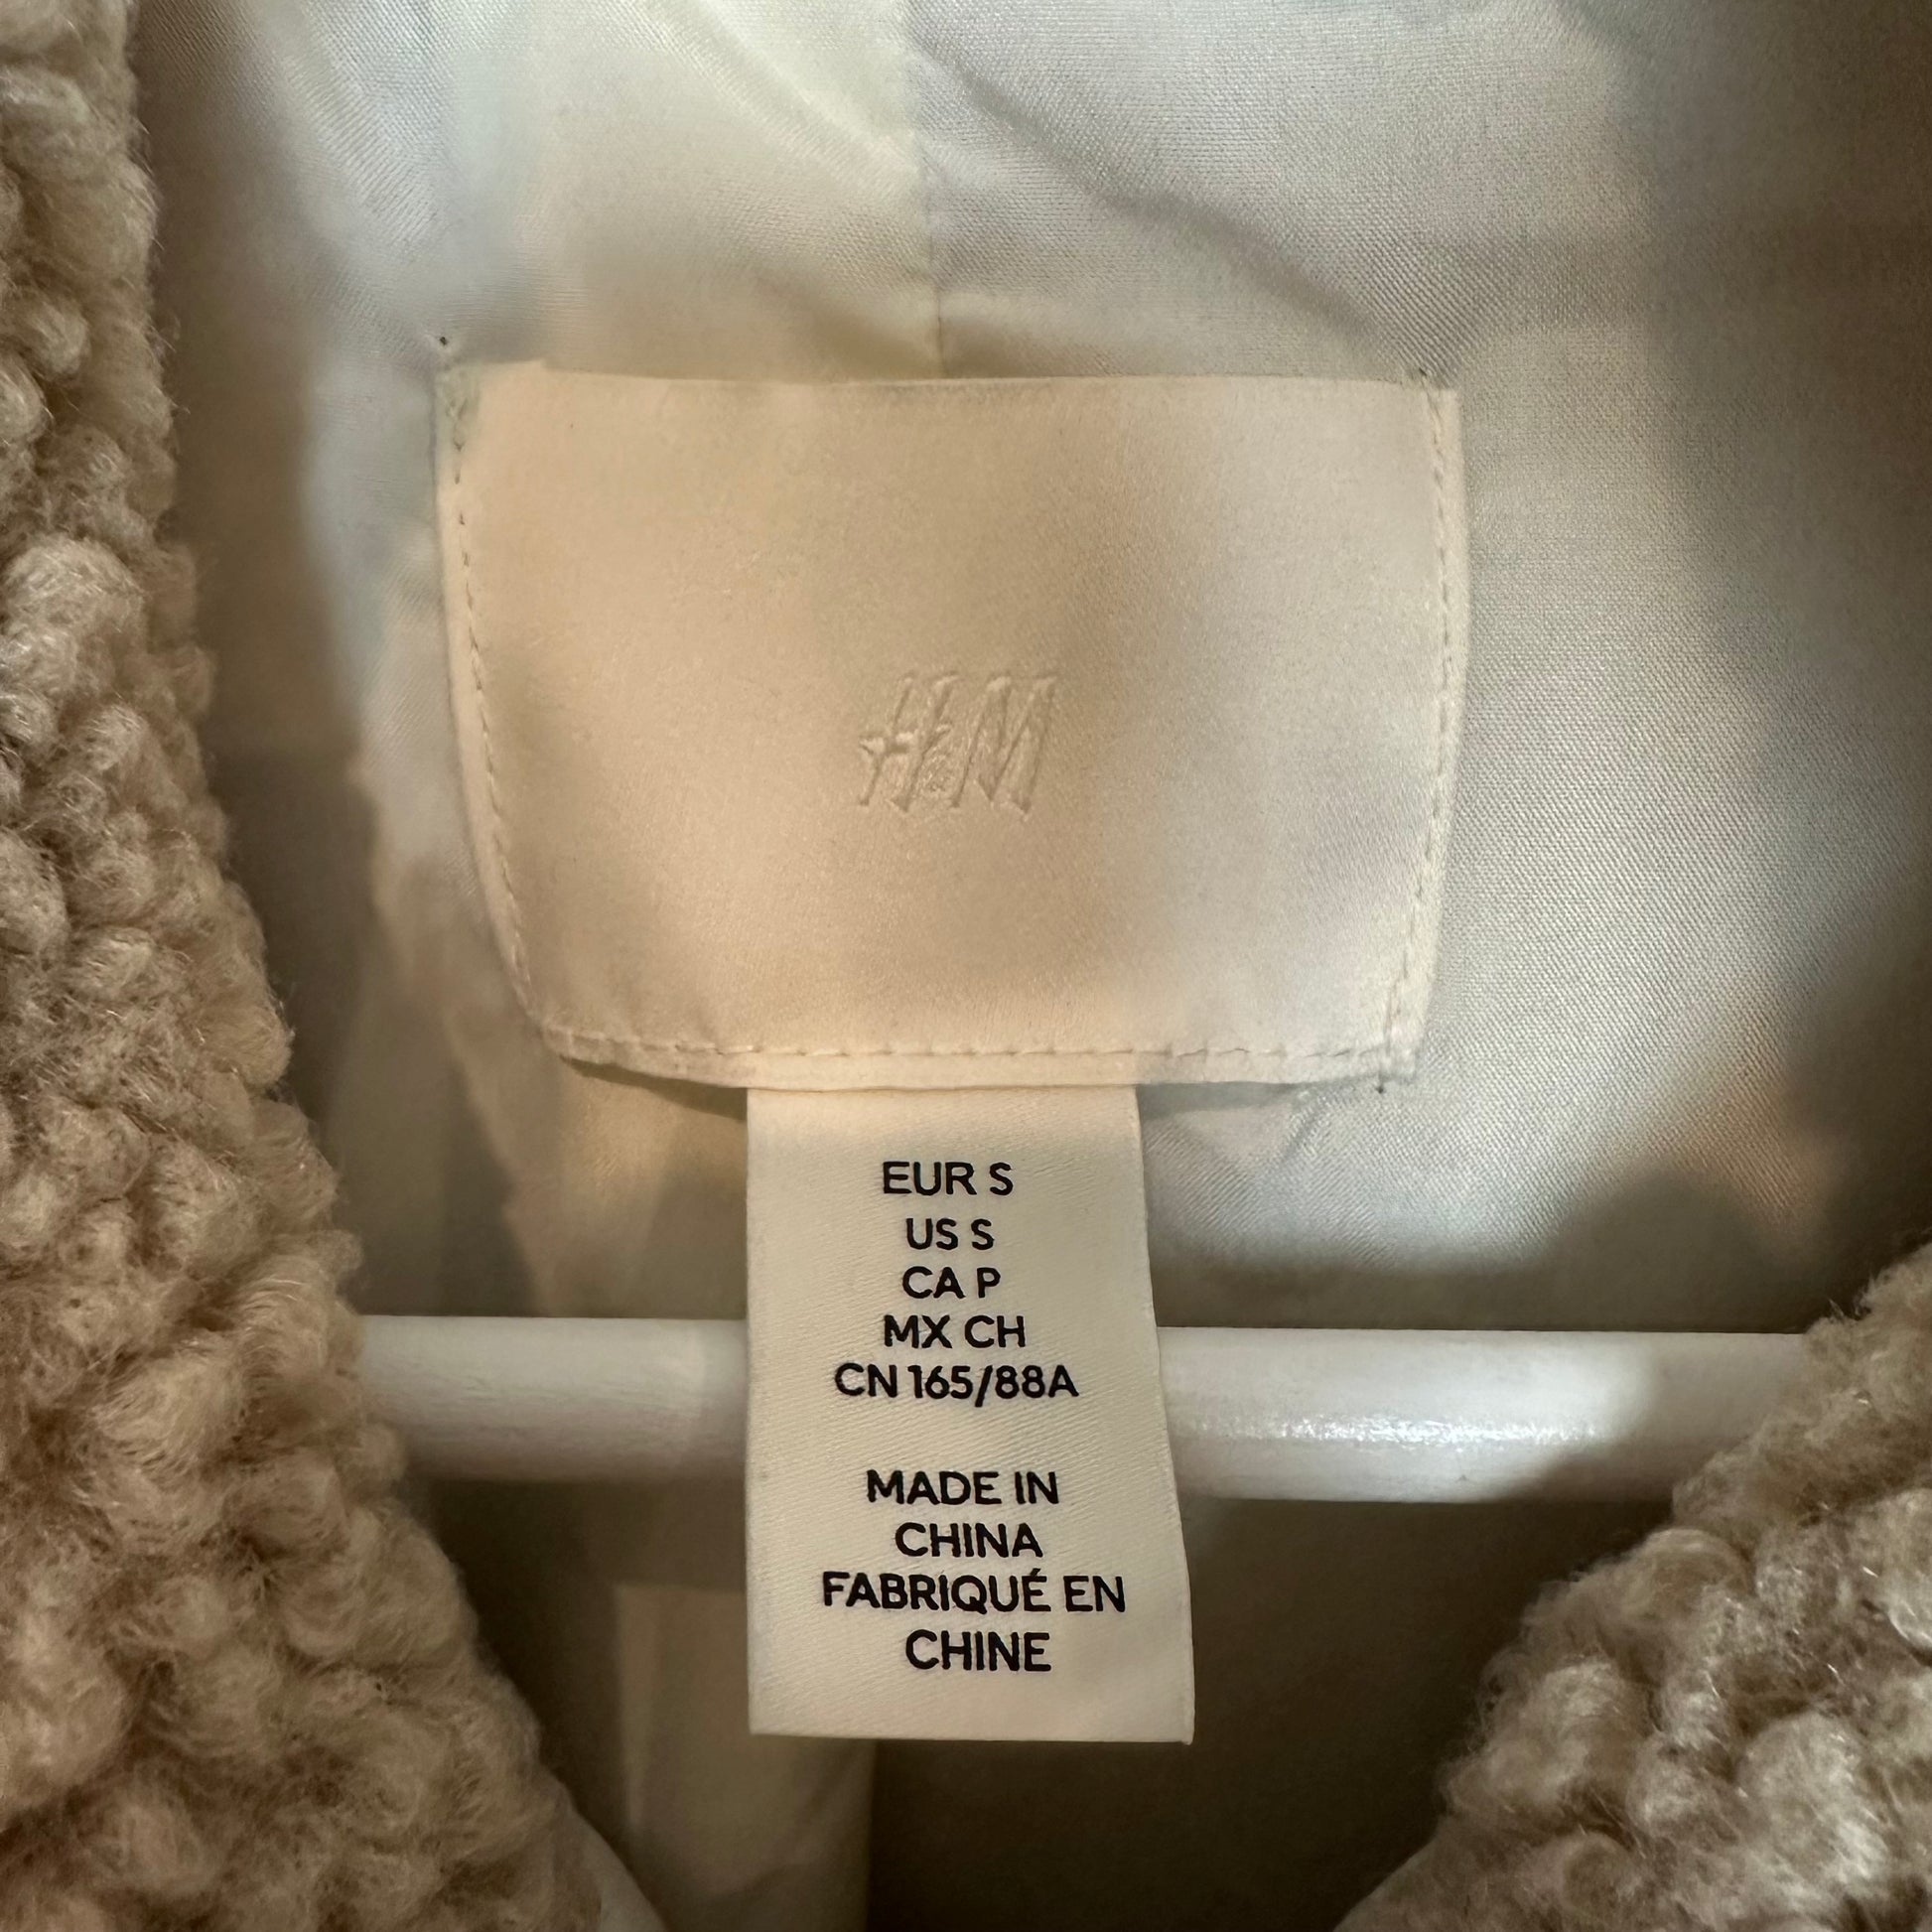 H&M
EUR S
US S
CA P
MX CH
CN 165/88A
MADE IN
CHINA
FABRIQUÉ EN
CHINE